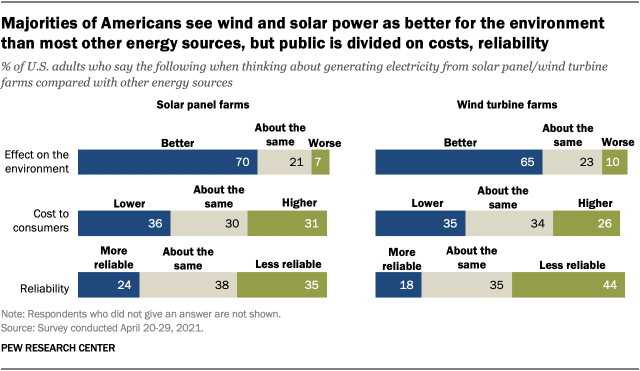 Majorities of Americans see wind and solar power as better for the environment
than most other energy sources, but public is divided on costs, reliability
% of U.S. adults who say the following when thinking about generating electricity from solar panel/wind turbine
farms compared with other energy sources
Solar panel farms
Wind turbine farms
Better
About the
same
Worse
Better
About the
same
Worse
Effect on the
environment
70
21
7
65
23
10
Lower
About the
same
Higher
Lower
About the
same
Higher
Cost to
consumers
36
30
31
35
34
26
More
reliable
About the
same
Less reliable
More
reliable
About the
same
Less reliable
Reliability
24
38
35
18
35
44
Note: Respondents who did not give an answer are not shown.
Source: Survey conducted April 20-29, 2021.
PEW RESEARCH CENTER